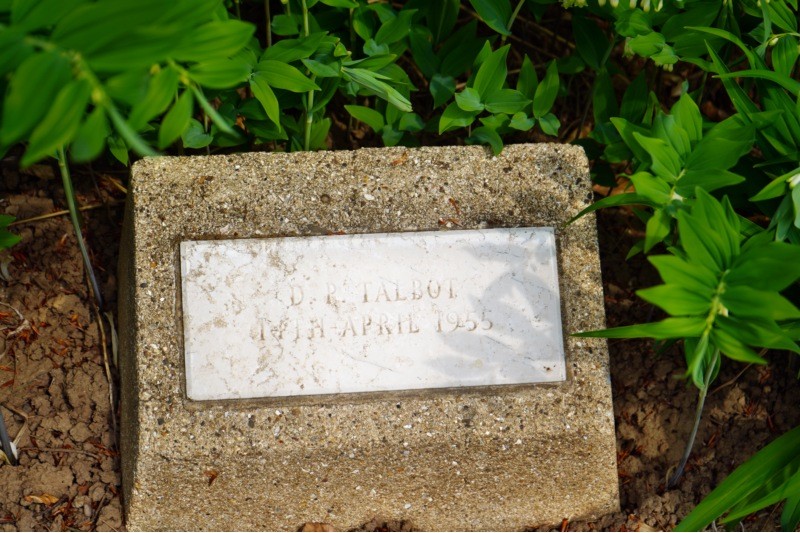 D. R. TALBOT
14TH APRIL 1955